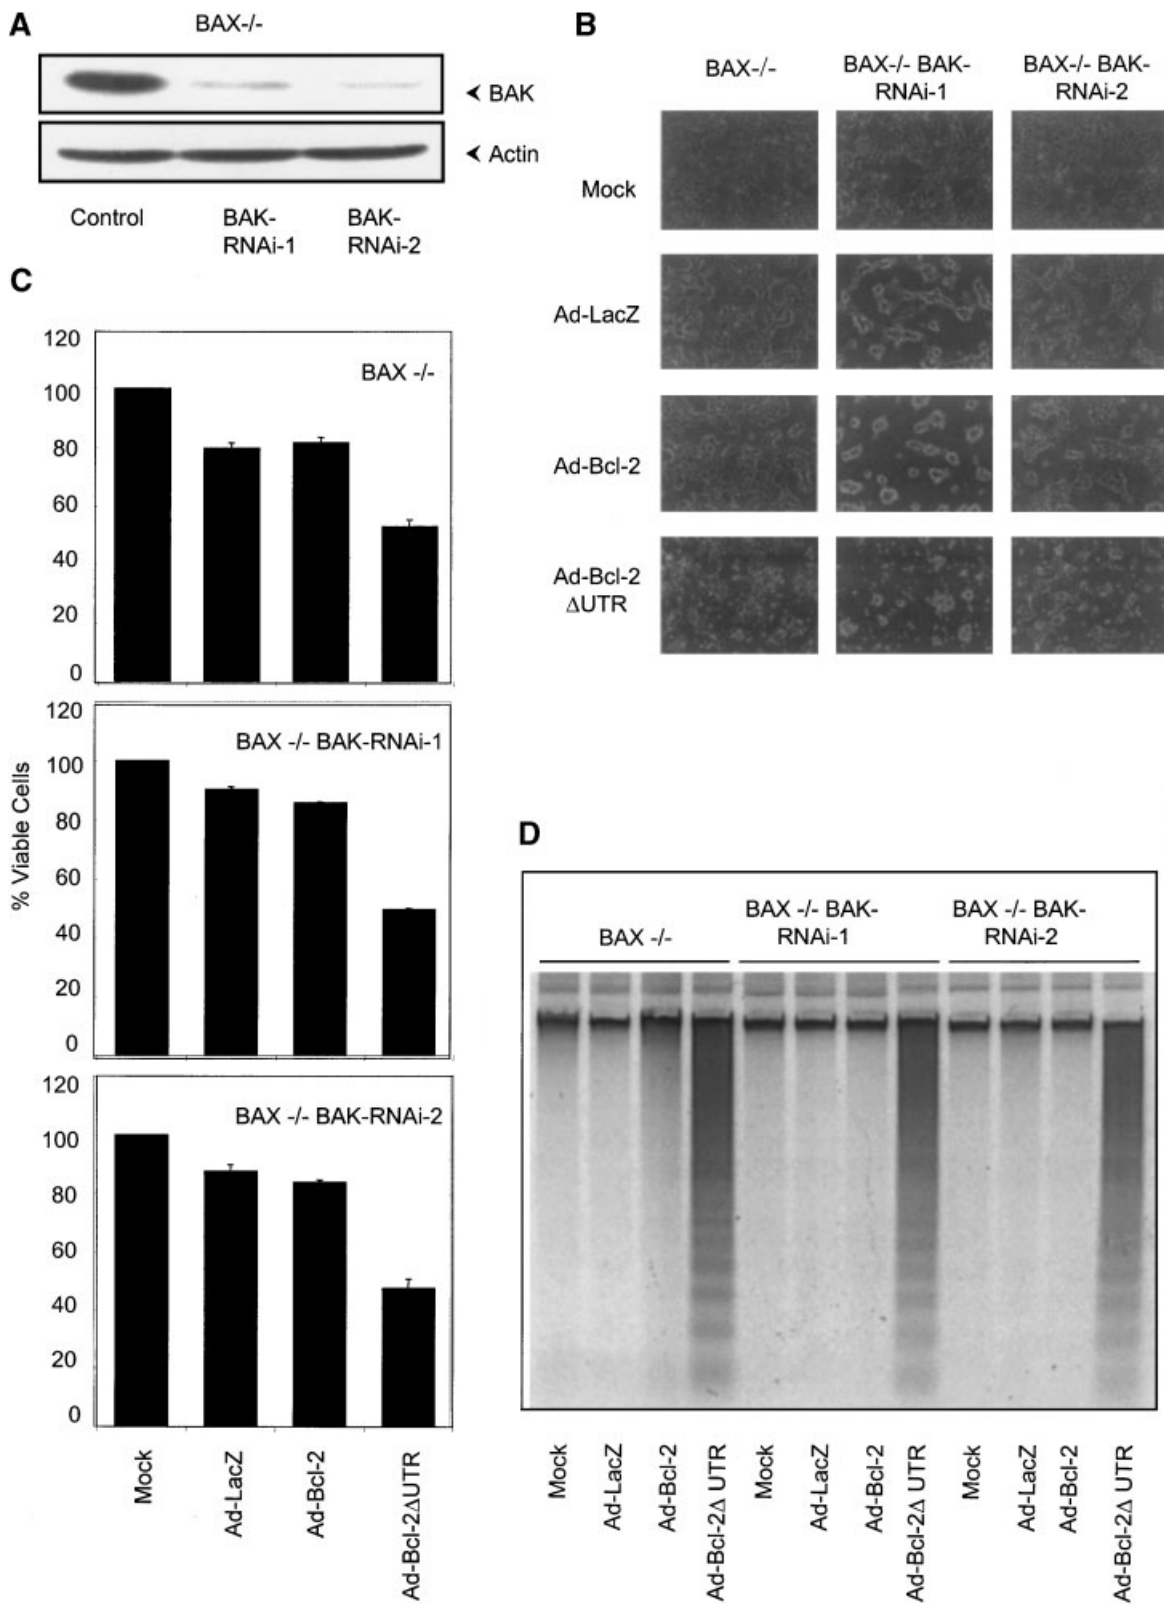 A
BAX-/-
BAK
Actin
Control
BAK-
RNAi-1
BAK-
RNAi-2
B
BAX-/-
BAX-/- BAK-
RNAi-1
BAX-/- BAK-
RNAi-2
Mock
Ad-LacZ
Ad-Bcl-2
Ad-Bcl-2
ΔUTR
C
% Viable Cells
120
100
80
60
40
20
0
BAX -/-
120
100
80
60
40
20
0
BAX -/- BAK-RNAi-1
120
100
80
60
40
20
0
BAX -/- BAK-RNAi-2
Mock
Ad-LacZ
Ad-Bcl-2
Ad-Bcl-2ΔUTR
D
BAX -/-
BAX -/- BAK-
RNAi-1
BAX -/- BAK-
RNAi-2
Mock
Ad-LacZ
Ad-Bcl-2
Ad-Bcl-2Δ UTR
Mock
Ad-LacZ
Ad-Bcl-2
Ad-Bcl-2Δ UTR
Mock
Ad-LacZ
Ad-Bcl-2
Ad-Bcl-2Δ UTR